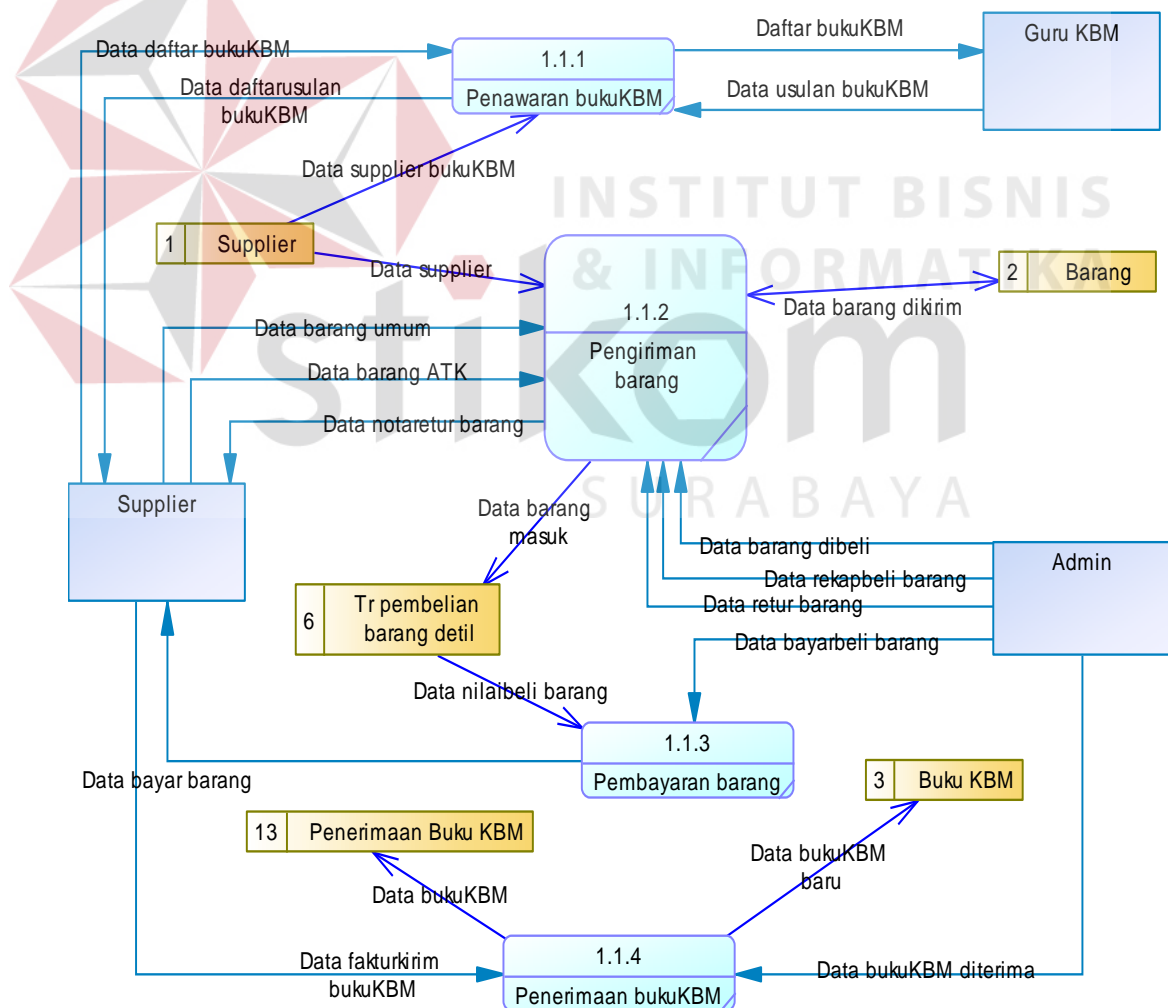 Data daftar bukuKBM
1.1.1
Penawaran bukuKBM
Daftar bukuKBM
Guru KBM
Data daftarusulan
bukuKBM
Data usulan bukuKBM
Data supplier bukuKBM
INSTITUT BISNIS
& INFORMATIKA
stikom
SURABAYA
1 Supplier
Data supplier
2 Barang
Data barang dikirim
1.1.2
Pengiriman
barang
Data barang umum
Data barang ATK
Data notaretur barang
Supplier
Data barang
masuk
Data barang dibeli
Data rekapbeli barang
Data retur barang
Data bayarbeli barang
Admin
6 Tr pembelian
barang detil
Data nilaibeli barang
1.1.3
Pembayaran barang
Data bayar barang
3 Buku KBM
13 Penerimaan Buku KBM
Data bukuKBM
baru
Data bukuKBM
1.1.4
Penerimaan bukuKBM
Data fakturkirim
bukuKBM
Data bukuKBM diterima